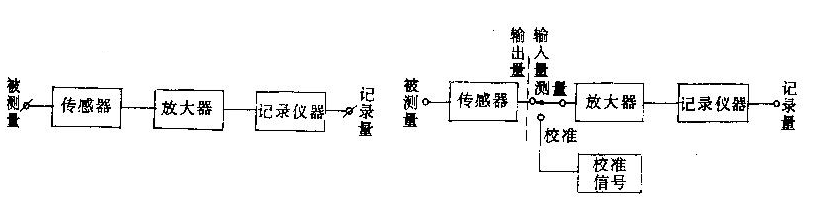 被测量
传感器
放大器
记录仪器
记录量
被测量
传感器
输出量
输入量
测量
校准
放大器
记录仪器
记录量
校准
信号